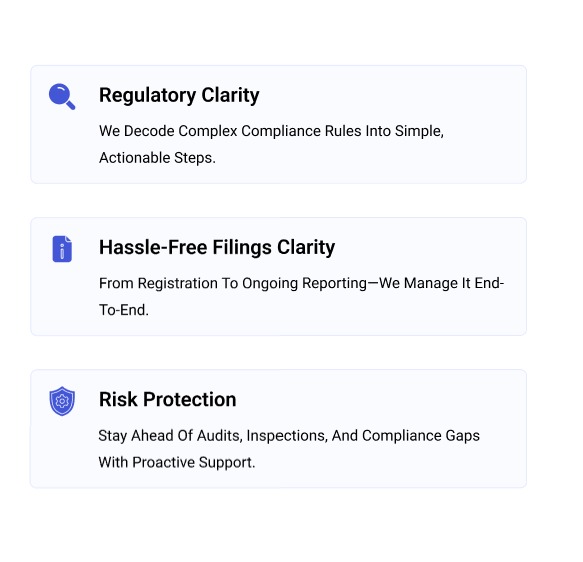 Regulatory Clarity
We Decode Complex Compliance Rules Into Simple,
Actionable Steps.
Hassle-Free Filings Clarity
From Registration To Ongoing Reporting—We Manage It End-
To-End.
Risk Protection
Stay Ahead Of Audits, Inspections, And Compliance Gaps
With Proactive Support.